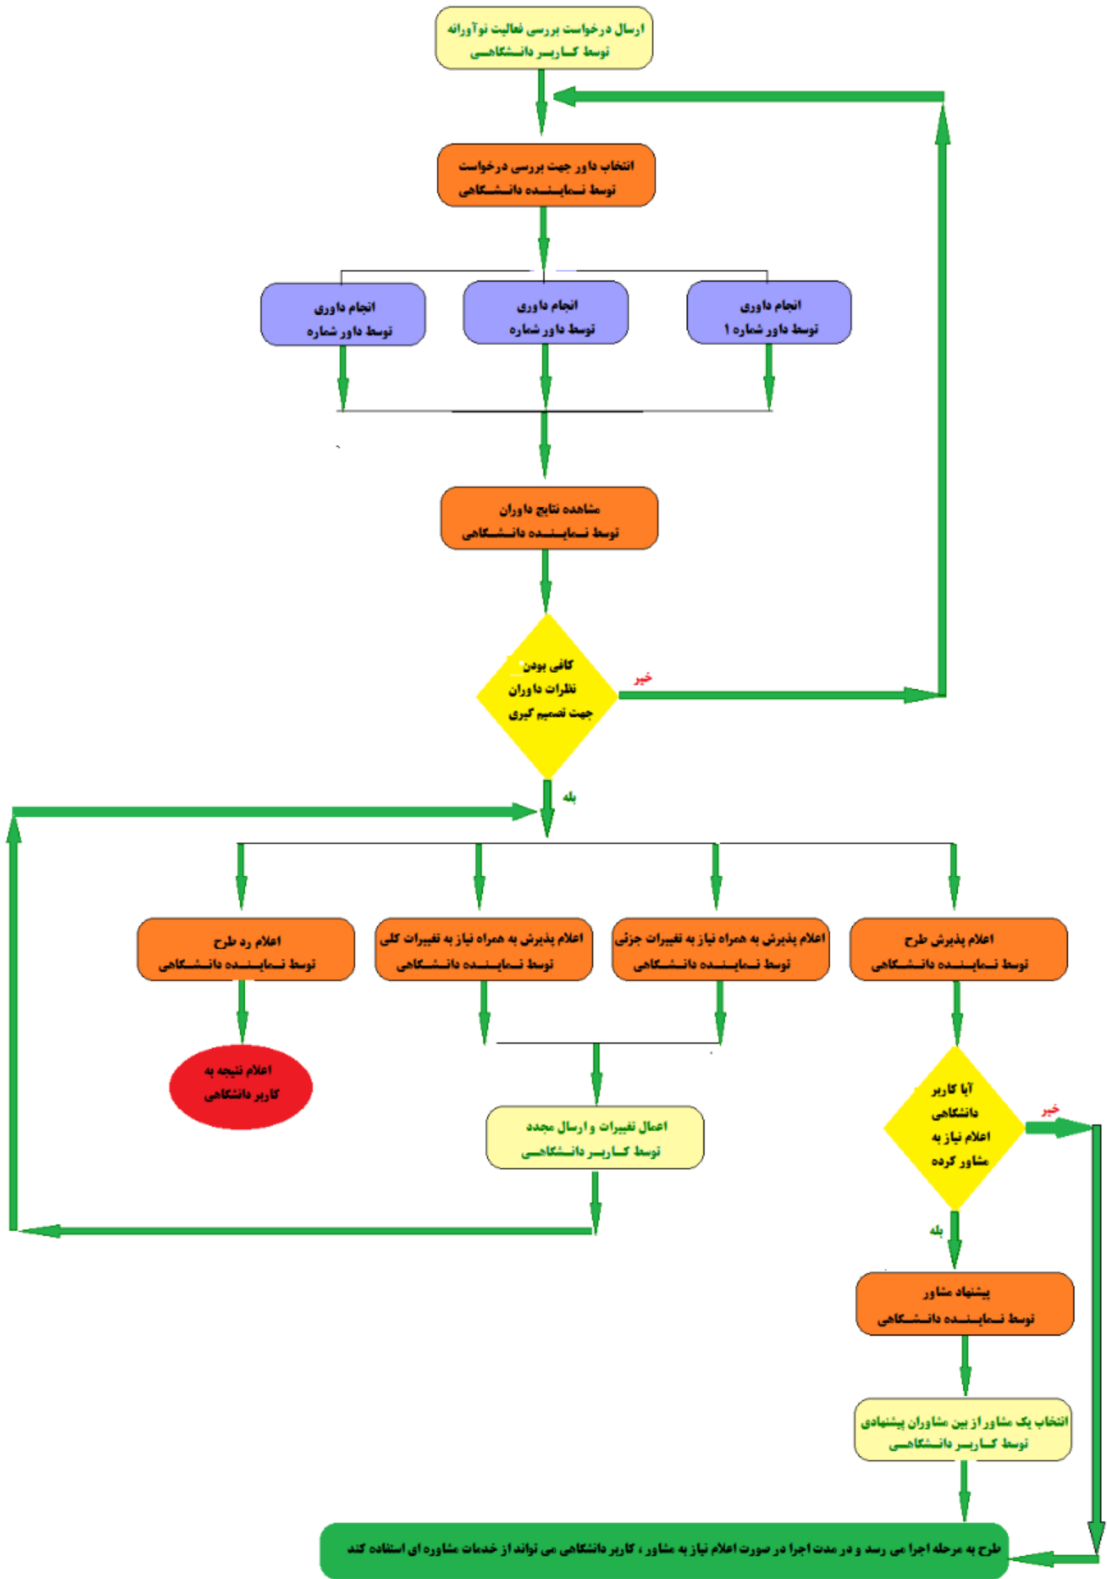 ارسال درخواست بررسی فعالیت نوآورانه
توسط کاربر دانشگاهی
انتخاب داور جهت بررسی درخواست
توسط نماینده دانشگاهی
انجام داوری
توسط داور شماره ۱
انجام داوری
توسط داور شماره
انجام داوری
توسط داور شماره
مشاهده نتایج داوران
توسط نماینده دانشگاهی
کافی بودن
نظرات داوران
جهت تصمیم گیری
خیر
بله
اعلام پذیرش طرح
توسط نماینده دانشگاهی
اعلام پذیرش به همراه نیاز به تغییرات جزئی
توسط نماینده دانشگاهی
اعلام پذیرش به همراه نیاز به تغییرات کلی
توسط نماینده دانشگاهی
اعلام رد طرح
توسط نماینده دانشگاهی
اعلام نتیجه به
کاربر دانشگاهی
اعمال تغییرات و ارسال مجدد
توسط کاربر دانشگاهی
آیا کاربر
دانشگاهی
اعلام نیاز به
مشاور کرده
خیر
بله
پیشنهاد مشاور
توسط نماینده دانشگاهی
انتخاب یک مشاور از بین مشاوران پیشنهادی
توسط کاربر دانشگاهی
طرح به مرحله اجرا می رسد و در مدت اجرا در صورت اعلام نیاز به مشاور ، کاربر دانشگاهی می تواند از خدمات مشاوره ای استفاده کند